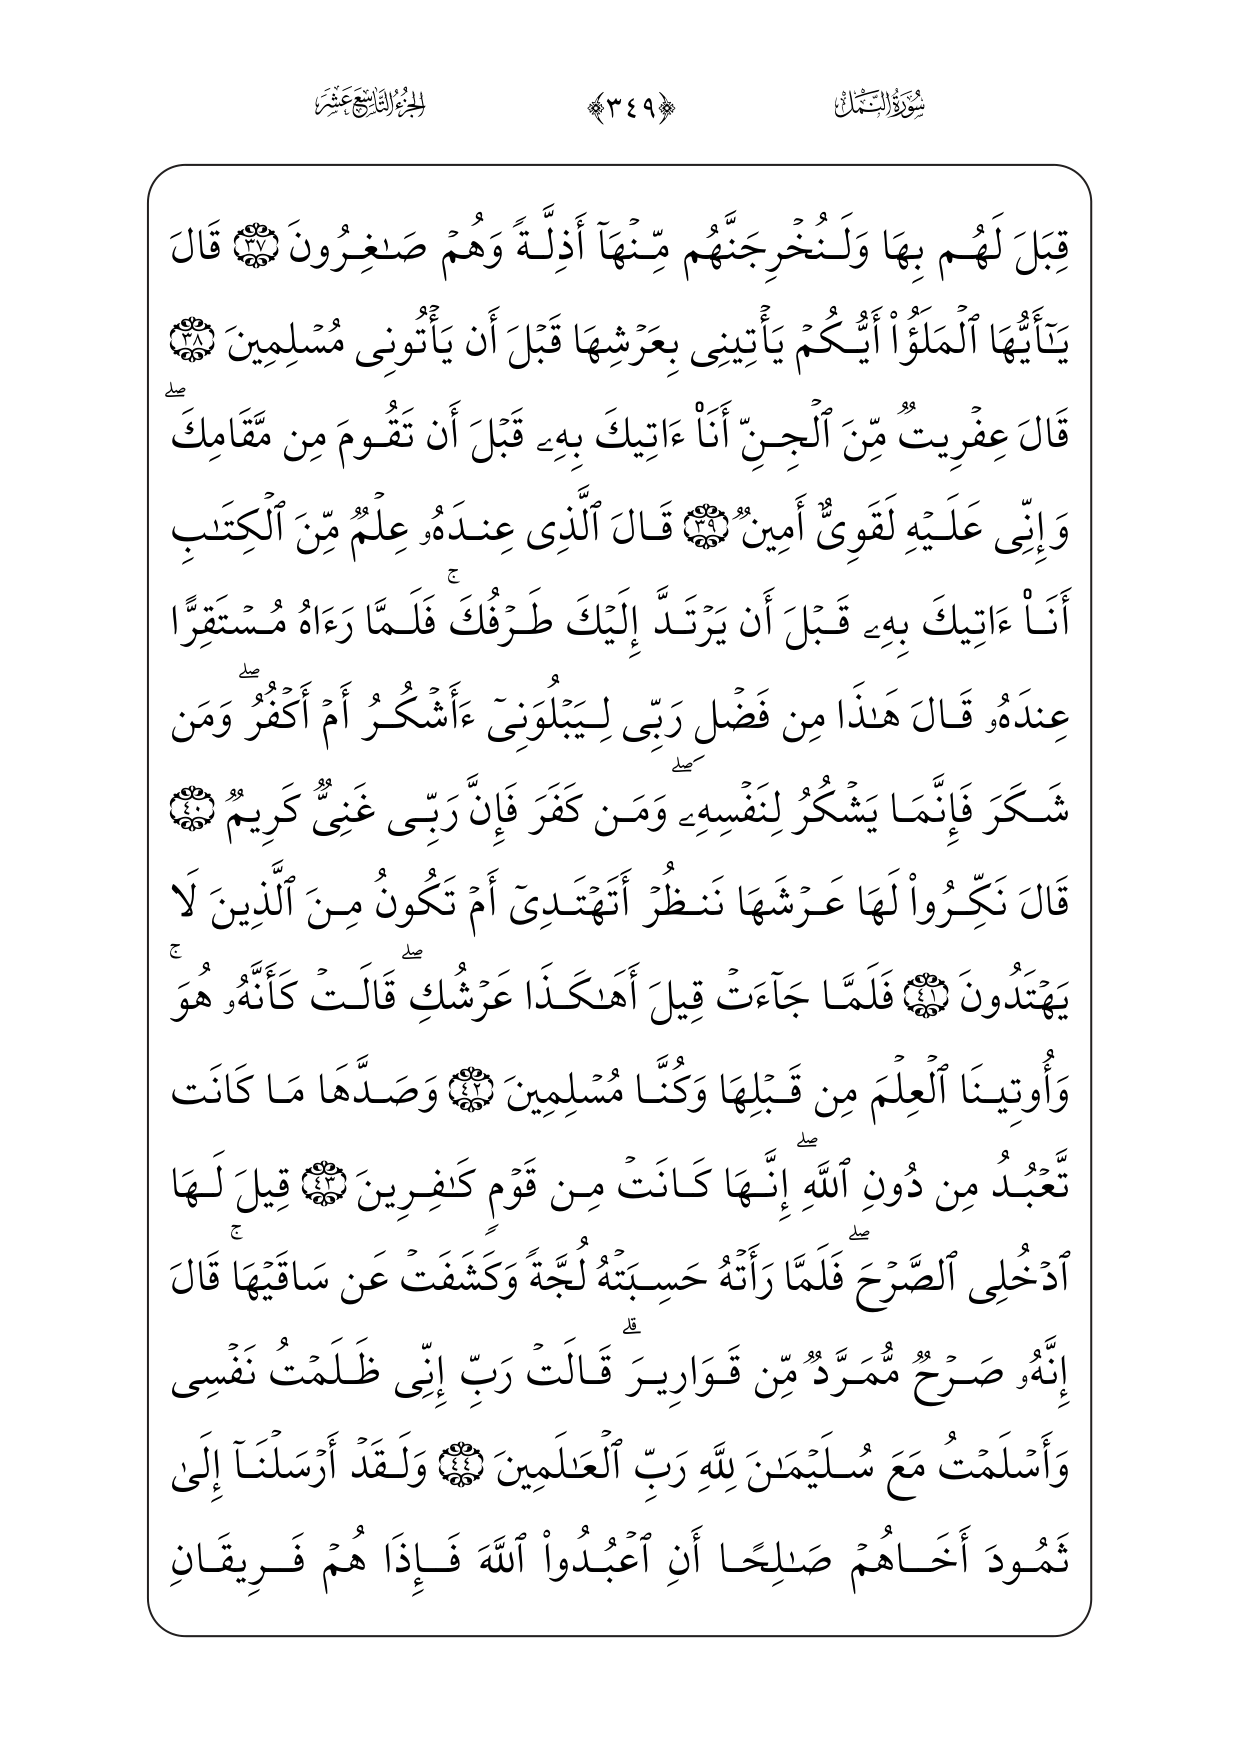 سُورَةُ النَّمۡلِ
﴿٣٤٩﴾
الجُزْءُ التَّاسِعَ عَشَرَ
قِبَلَ لَهُم بِهَا وَلَنُخۡرِجَنَّهُم مِّنۡهَآ أَذِلَّةٗ وَهُمۡ صَٰغِرُونَ ٣٧ قَالَ
يَٰٓأَيُّهَا ٱلۡمَلَؤُاْ أَيُّكُمۡ يَأۡتِينِي بِعَرۡشِهَا قَبۡلَ أَن يَأۡتُونِي مُسۡلِمِينَ ٣٨
قَالَ عِفۡرِيتٞ مِّنَ ٱلۡجِنِّ أَنَا۠ ءَاتِيكَ بِهِۦ قَبۡلَ أَن تَقُومَ مِن مَّقَامِكَۖ
وَإِنِّي عَلَيۡهِ لَقَوِيٌّ أَمِينٞ ٣٩ قَالَ ٱلَّذِي عِندَهُۥ عِلۡمٞ مِّنَ ٱلۡكِتَٰبِ
أَنَا۠ ءَاتِيكَ بِهِۦ قَبۡلَ أَن يَرۡتَدَّ إِلَيۡكَ طَرۡفُكَۚ فَلَمَّا رَءَاهُ مُسۡتَقِرًّا
عِندَهُۥ قَالَ هَٰذَا مِن فَضۡلِ رَبِّي لِيَبۡلُوَنِيٓ ءَأَشۡكُرُ أَمۡ أَكۡفُرُۖ وَمَن
شَكَرَ فَإِنَّمَا يَشۡكُرُ لِنَفۡسِهِۦۖ وَمَن كَفَرَ فَإِنَّ رَبِّي غَنِيّٞ كَرِيمٞ ٤٠
قَالَ نَكِّرُواْ لَهَا عَرۡشَهَا نَنظُرۡ أَتَهۡتَدِيٓ أَمۡ تَكُونُ مِنَ ٱلَّذِينَ لَا
يَهۡتَدُونَ ٤١ فَلَمَّا جَآءَتۡ قِيلَ أَهَٰكَذَا عَرۡشُكِۖ قَالَتۡ كَأَنَّهُۥ هُوَۚ
وَأُوتِينَا ٱلۡعِلۡمَ مِن قَبۡلِهَا وَكُنَّا مُسۡلِمِينَ ٤٢ وَصَدَّهَا مَا كَانَت
تَّعۡبُدُ مِن دُونِ ٱللَّهِۖ إِنَّهَا كَانَتۡ مِن قَوۡمٖ كَٰفِرِينَ ٤٣ قِيلَ لَهَا
ٱدۡخُلِي ٱلصَّرۡحَۖ فَلَمَّا رَأَتۡهُ حَسِبَتۡهُ لُجَّةٗ وَكَشَفَتۡ عَن سَاقَيۡهَاۚ قَالَ
إِنَّهُۥ صَرۡحٞ مُّمَرَّدٞ مِّن قَوَارِيرَۗ قَالَتۡ رَبِّ إِنِّي ظَلَمۡتُ نَفۡسِي
وَأَسۡلَمۡتُ مَعَ سُلَيۡمَٰنَ لِلَّهِ رَبِّ ٱلۡعَٰلَمِينَ ٤٤ وَلَقَدۡ أَرۡسَلۡنَآ إِلَىٰ
ثَمُودَ أَخَاهُمۡ صَٰلِحًا أَنِ ٱعۡبُدُواْ ٱللَّهَ فَإِذَا هُمۡ فَرِيقَانِ